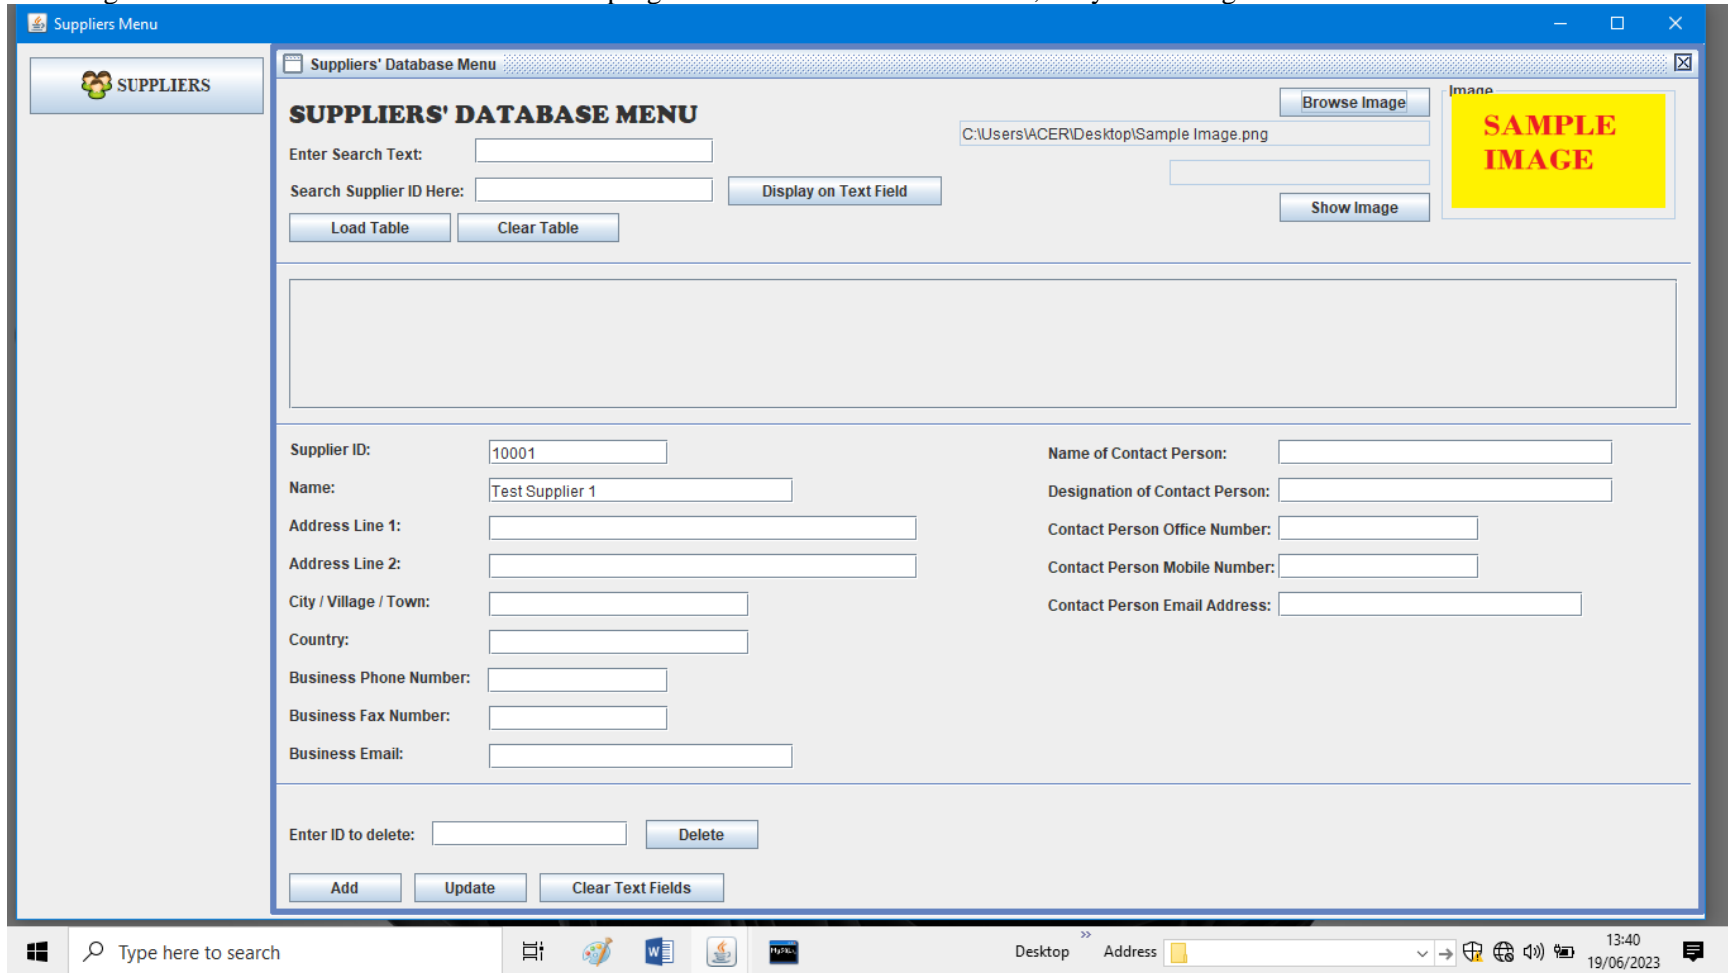 Suppliers Menu
SUPPLIERS
Suppliers' Database Menu
SUPPLIERS' DATABASE MENU
Browse Image
Image
C:\Users\ACER\Desktop\Sample Image.png
SAMPLE
IMAGE
Enter Search Text:
Search Supplier ID Here:
Display on Text Field
Show Image
Load Table
Clear Table
Supplier ID:
10001
Name:
Test Supplier 1
Address Line 1:
Address Line 2:
City / Village / Town:
Country:
Business Phone Number:
Business Fax Number:
Business Email:
Name of Contact Person:
Designation of Contact Person:
Contact Person Office Number:
Contact Person Mobile Number:
Contact Person Email Address:
Enter ID to delete:
Delete
Add
Update
Clear Text Fields
Type here to search
Desktop
Address
13:40
19/06/2023